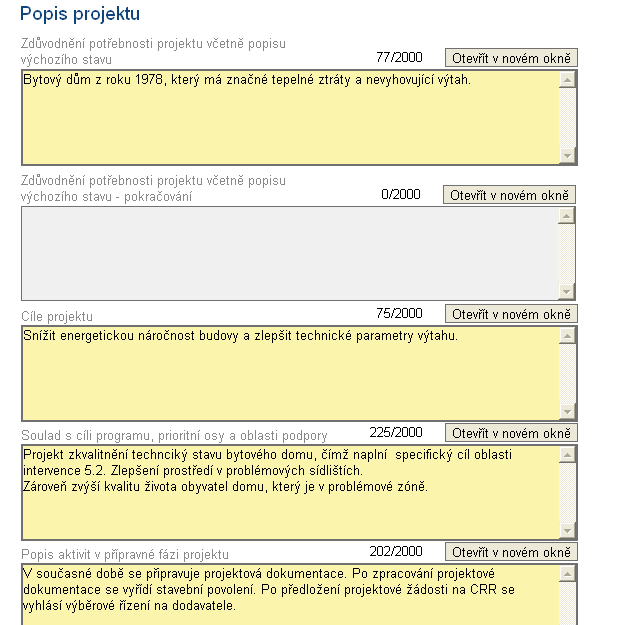 Popis projektu
Zdůvodnění potřebnosti projektu včetně popisu
výchozího stavu
77/2000
Otevřít v novém okně
Bytový dům z roku 1978, který má značné tepelné ztráty a nevyhovující výtah.
Zdůvodnění potřebnosti projektu včetně popisu
výchozího stavu - pokračování
0/2000
Otevřít v novém okně
Cíle projektu
75/2000
Otevřít v novém okně
Snížit energetickou náročnost budovy a zlepšit technické parametry výtahu.
Soulad s cíli programu, prioritní osy a oblasti podpory
225/2000
Otevřít v novém okně
Projekt zkvalitnění technciký stavu bytového domu, čímž naplní  specifický cíl oblasti
intervence 5.2. Zlepšení prostředí v problémových sídlištích.
Zároveň zvýší kvalitu života obyvatel domu, který je v problémové zóně.
Popis aktivit v přípravné fázi projektu
202/2000
Otevřít v novém okně
V současné době se připravuje projektová dokumentace. Po zpracování projektové
dokumentace se vyřídí stavební povolení. Po předložení projektové žádosti na CRR se
vyhlásí výběrové řízení na dodavatele.